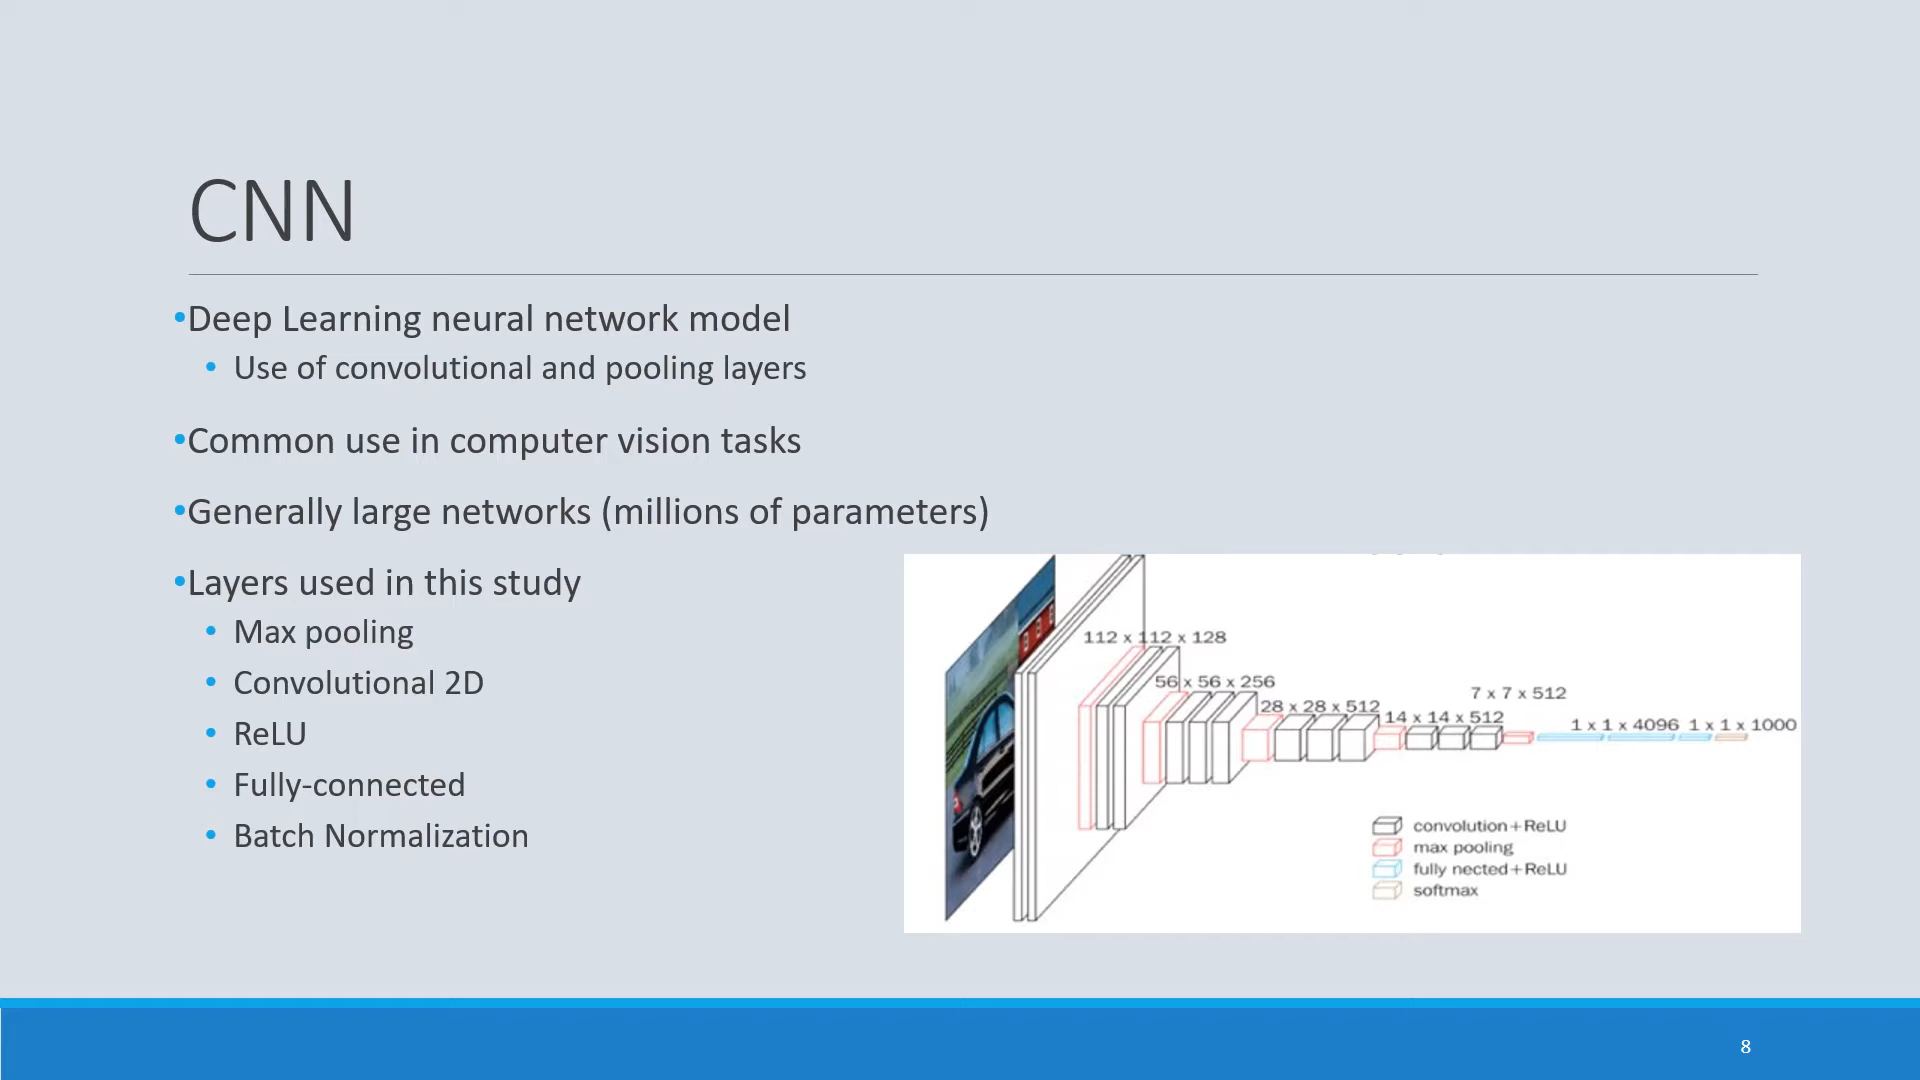 CNN
•Deep Learning neural network model
• Use of convolutional and pooling layers
•Common use in computer vision tasks
•Generally large networks (millions of parameters)
•Layers used in this study
• Max pooling
• Convolutional 2D
• ReLU
• Fully-connected
• Batch Normalization
112 x 112 x 128
56 x 56 x 256
28 x 28 x 512
14 x 14 x 512
7 x 7 x 512
1 x 1 x 4096
1 x 1 x 1000
convolution+ReLU
max pooling
fully nected+ReLU
softmax
8